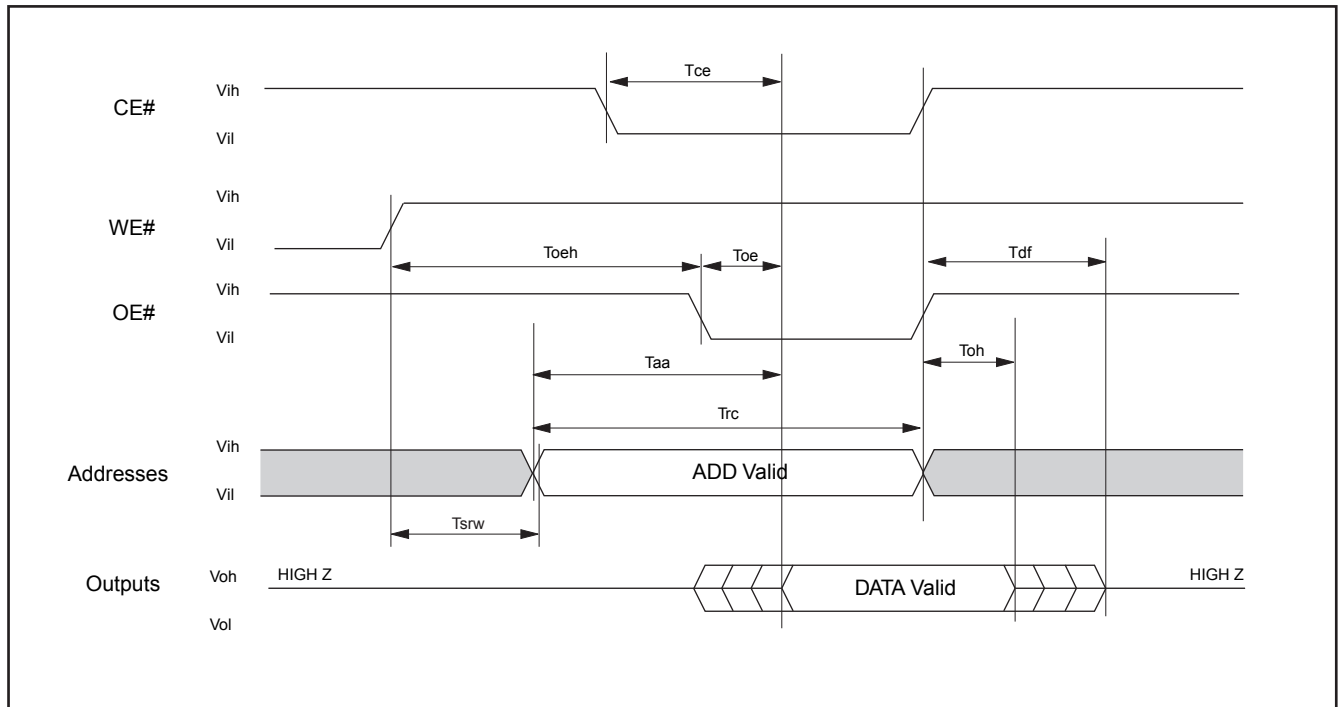 Tce
Vih
CE#
Vil
Vih
WE#
Vil
Toeh
Toe
Tdf
Vih
OE#
Vil
Toh
Taa
Trc
Vih
Addresses
ADD Valid
Vil
Tsrw
Voh
HIGH Z
HIGH Z
Outputs
DATA Valid
Vol